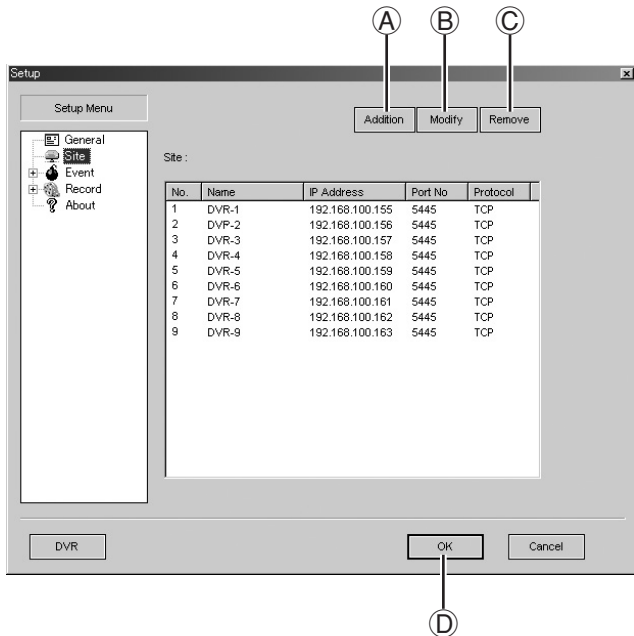 Ⓐ Ⓑ Ⓒ
Setup
Setup Menu
Addition Modify Remove
General
Site
Event
Record
About
Site :
No. Name IP Address Port No Protocol
1 DVR-1 192.168.100.155 5445 TCP
2 DVP-2 192.168.100.156 5445 TCP
3 DVR-3 192.168.100.157 5445 TCP
4 DVR-4 192.168.100.158 5445 TCP
5 DVR-5 192.168.100.159 5445 TCP
6 DVR-6 192.168.100.160 5445 TCP
7 DVR-7 192.168.100.161 5445 TCP
8 DVR-8 192.168.100.162 5445 TCP
9 DVR-9 192.168.100.163 5445 TCP
DVR OK Cancel
Ⓓ